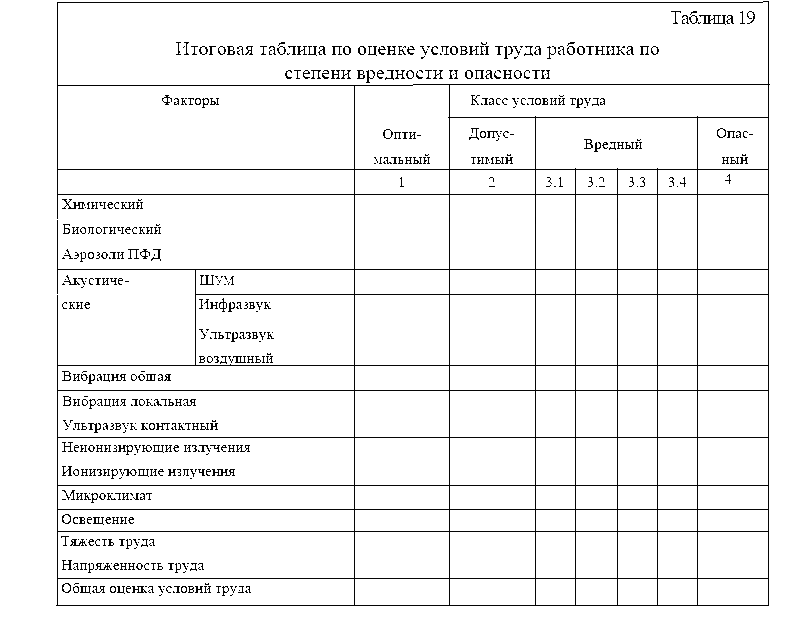 Таблица 19
Итоговая таблица по оценке условий труда работника по
степени вредности и опасности
Факторы
Класс условий труда
Опти-
мальный
Допус-
тимый
Вредный
Опас-
ный
1 2 3.1 3.2 3.3 3.4 4
Химический
Биологический
Аэрозоли ПФД
Акустиче-
ские
ШУМ
Инфразвук
Ультразвук
воздушный
Вибрация общая
Вибрация локальная
Ультразвук контактный
Неионизирующие излучения
Ионизирующие излучения
Микроклимат
Освещение
Тяжесть труда
Напряженность труда
Общая оценка условий труда